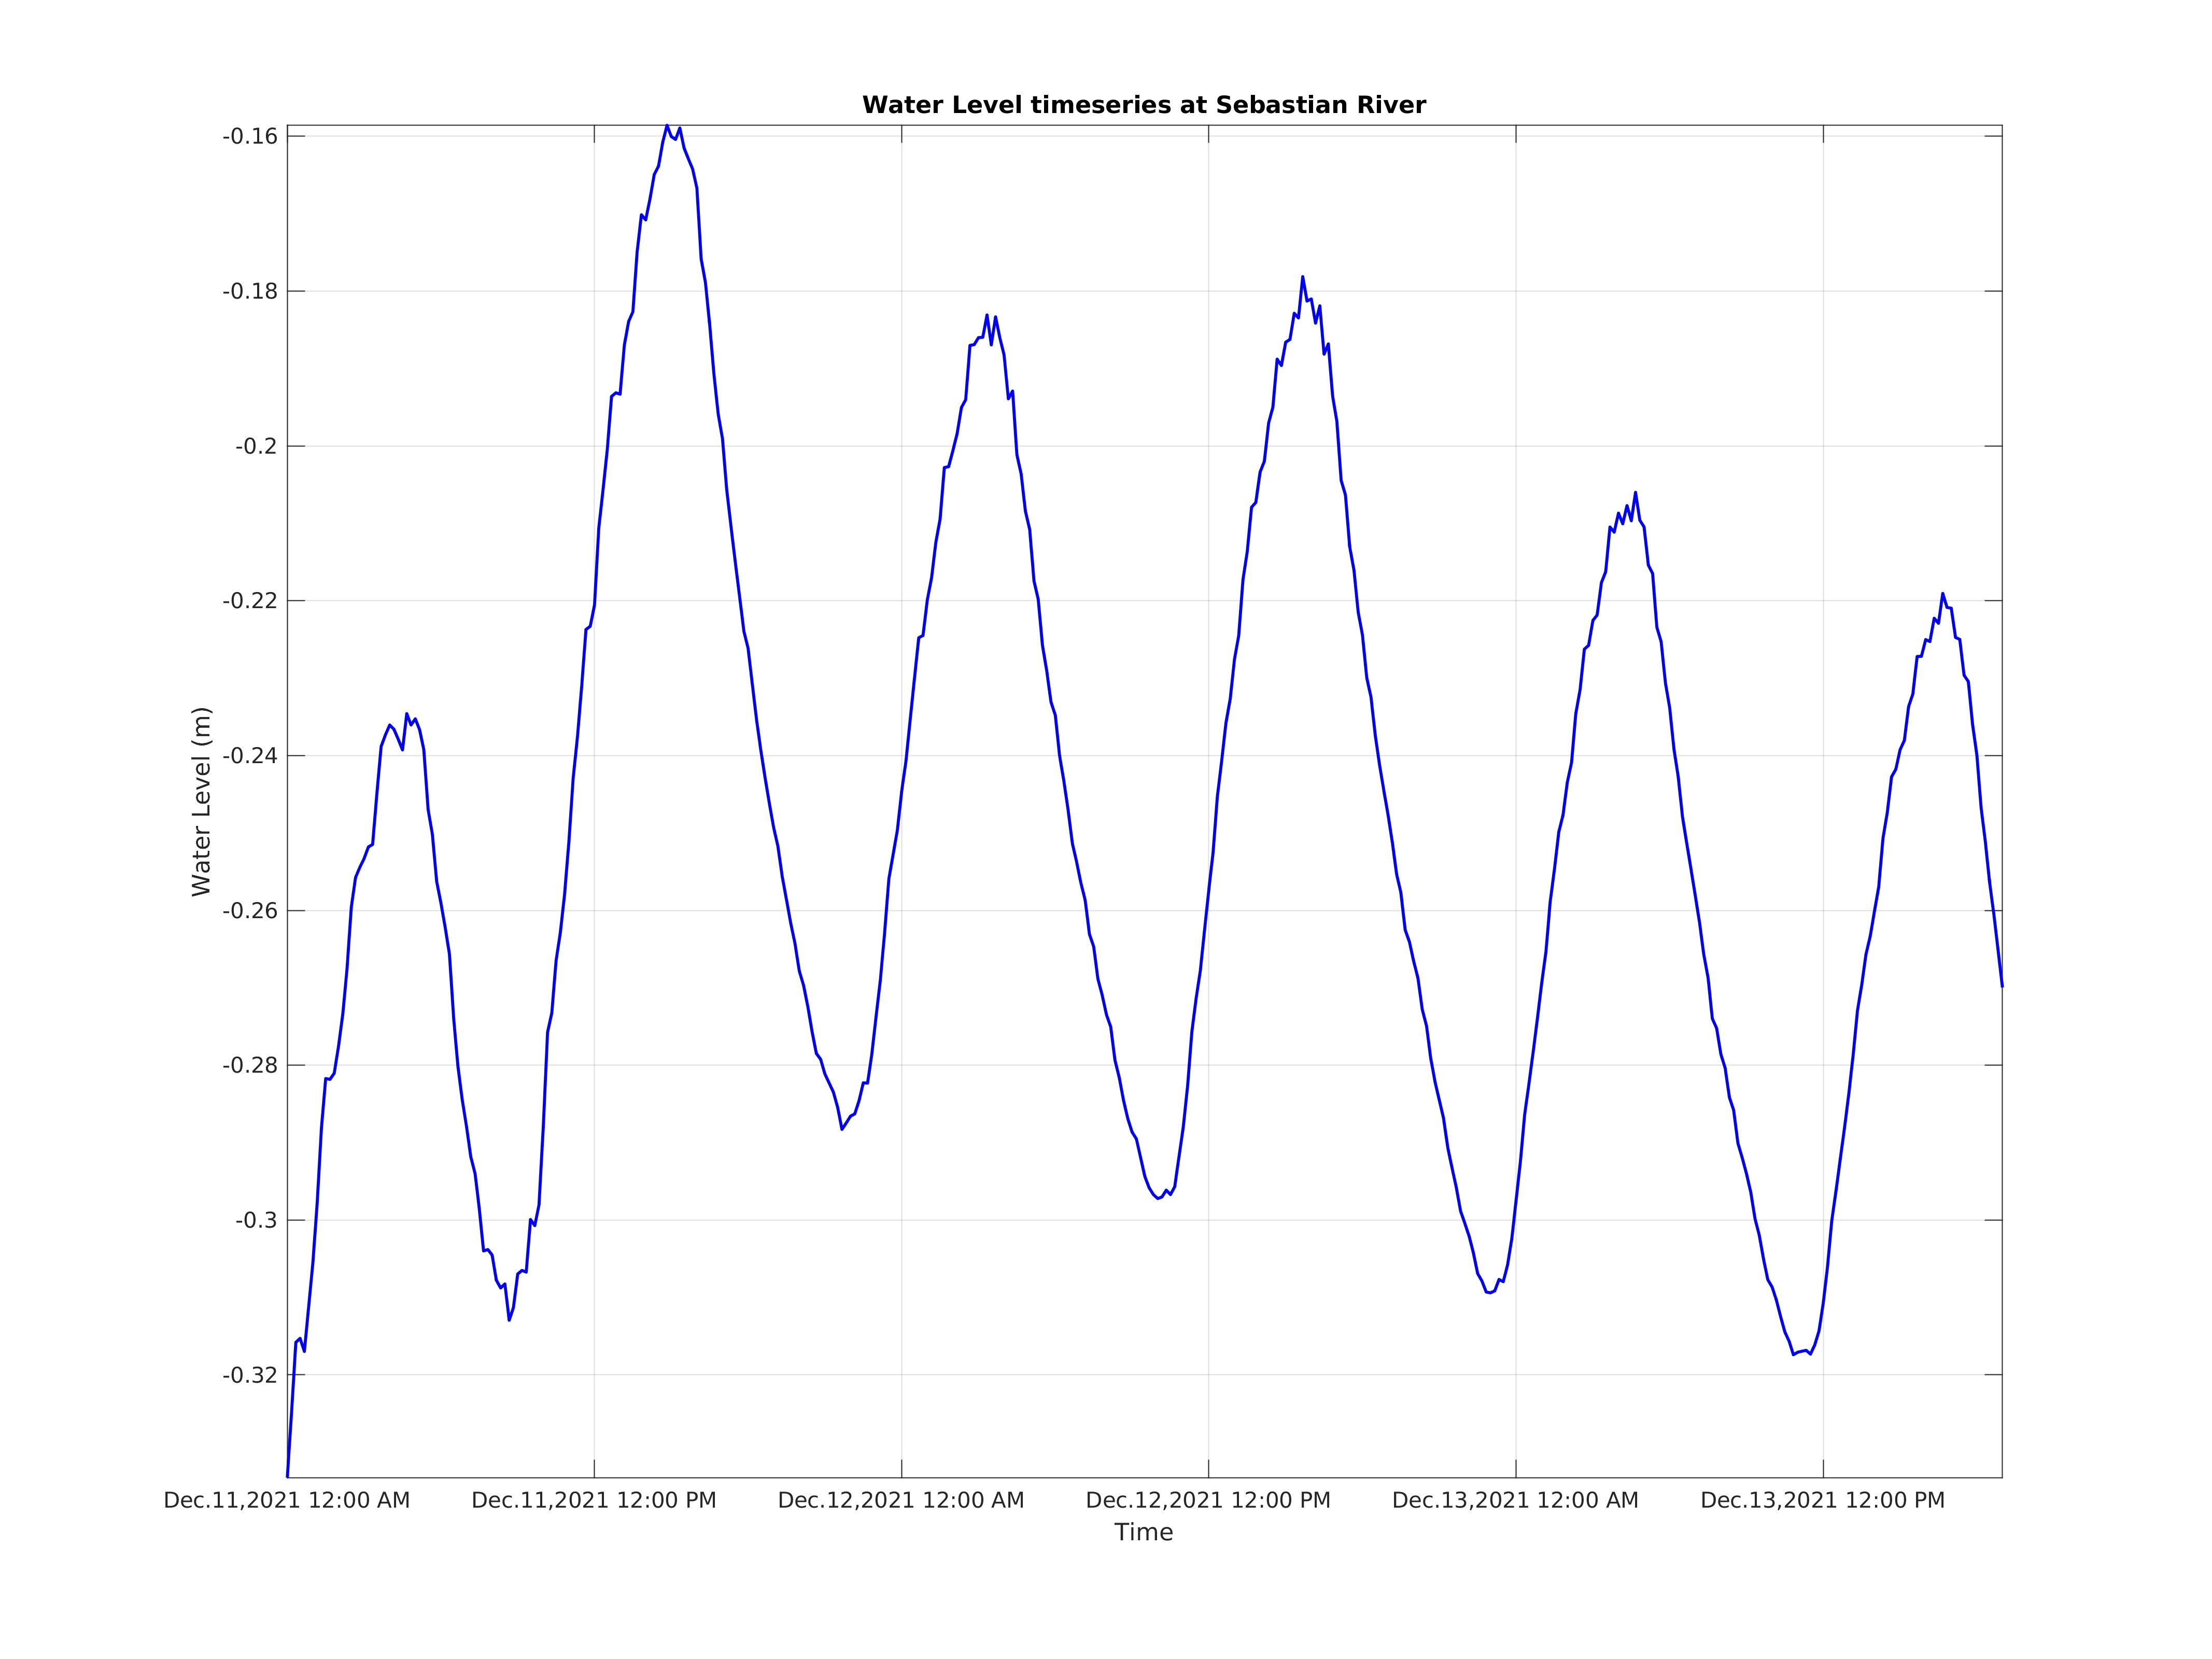 Water Level timeseries at Sebastian River
-0.16
-0.18
-0.2
-0.22
-0.24
-0.26
-0.28
-0.3
-0.32
Water Level (m)
Dec.11,2021 12:00 AM
Dec.11,2021 12:00 PM
Dec.12,2021 12:00 AM
Dec.12,2021 12:00 PM
Dec.13,2021 12:00 AM
Dec.13,2021 12:00 PM
Time